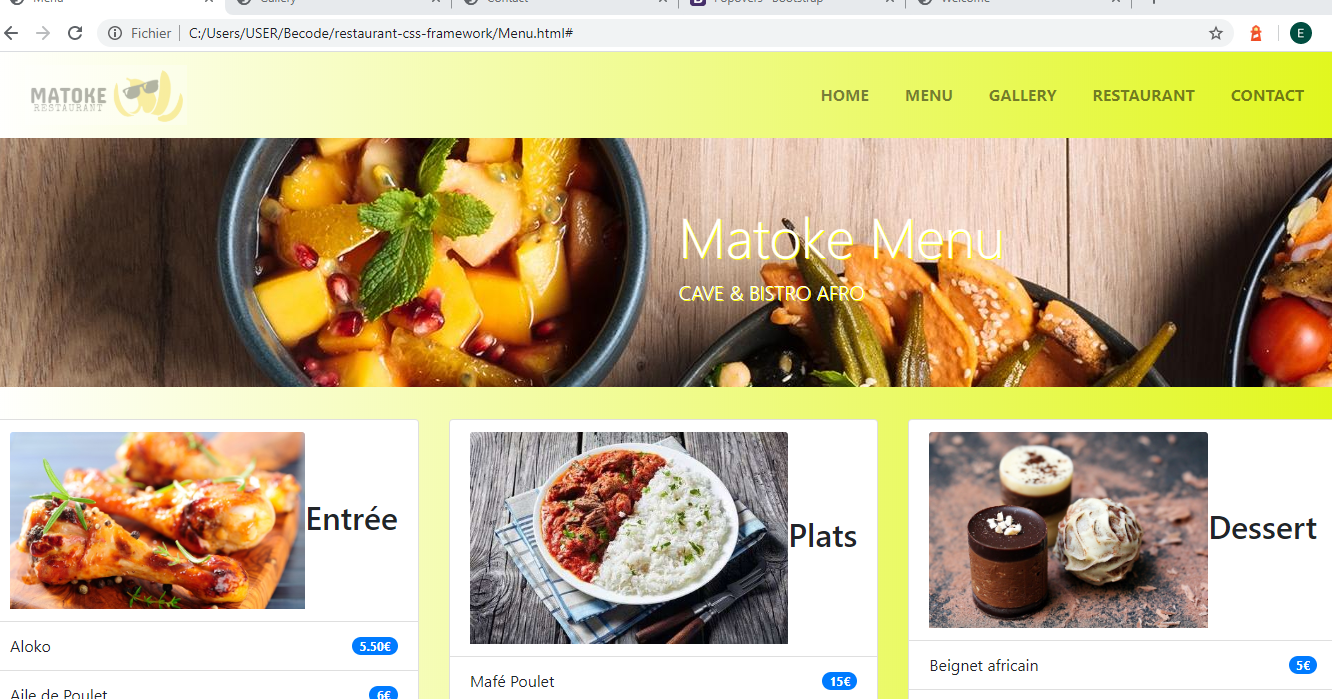 Menu
Gallery
Contact
Popovers · Bootstrap
Welcome
Fichier
C:/Users/USER/Becode/restaurant-css-framework/Menu.html#
E
MATOKE
RESTAURANT
HOME
MENU
GALLERY
RESTAURANT
CONTACT
Matoke Menu
CAVE & BISTRO AFRO
Entrée
Aloko
5.50€
Aile de Poulet
6€
Plats
Mafé Poulet
15€
Dessert
Beignet africain
5€